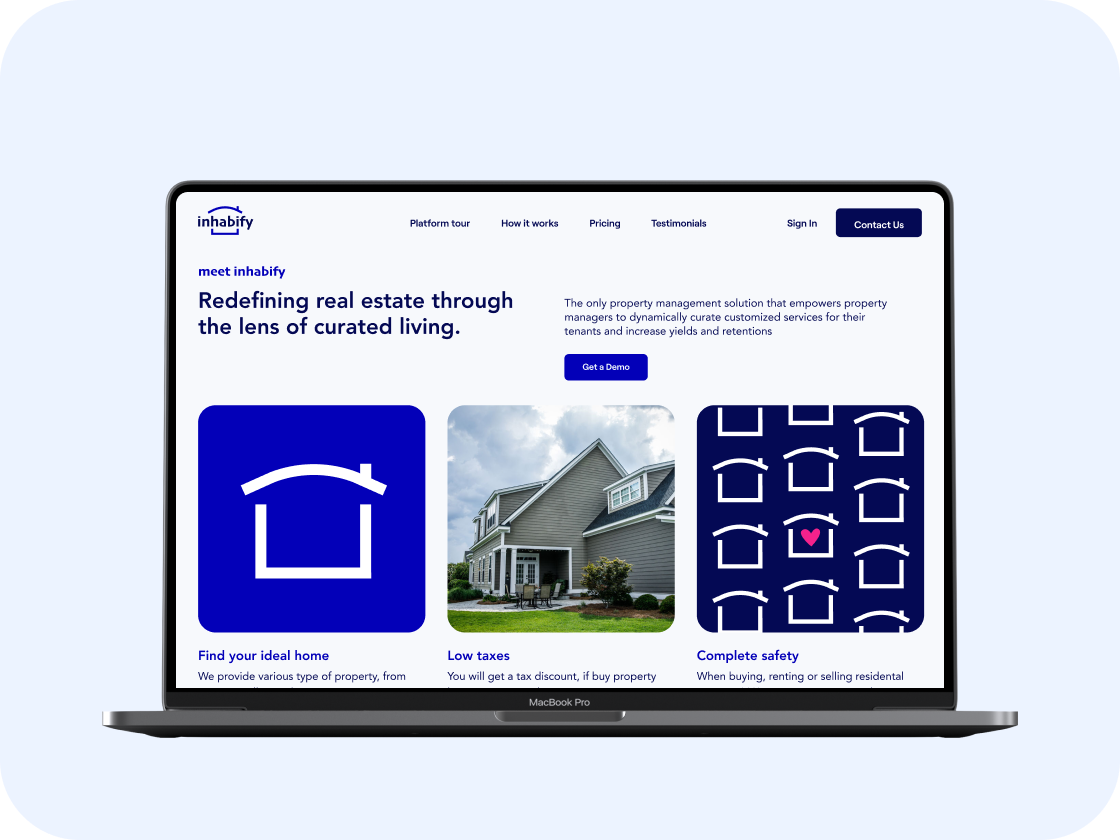 inhabify
Platform tour
How it works
Pricing
Testimonials
Sign In
Contact Us
meet inhabify
Redefining real estate through
the lens of curated living.
The only property management solution that empowers property
managers to dynamically curate customized services for their
tenants and increase yields and retentions
Get a Demo
Find your ideal home
We provide various type of property, from
Low taxes
You will get a tax discount, if buy property
Complete safety
When buying, renting or selling residental
MacBook Pro